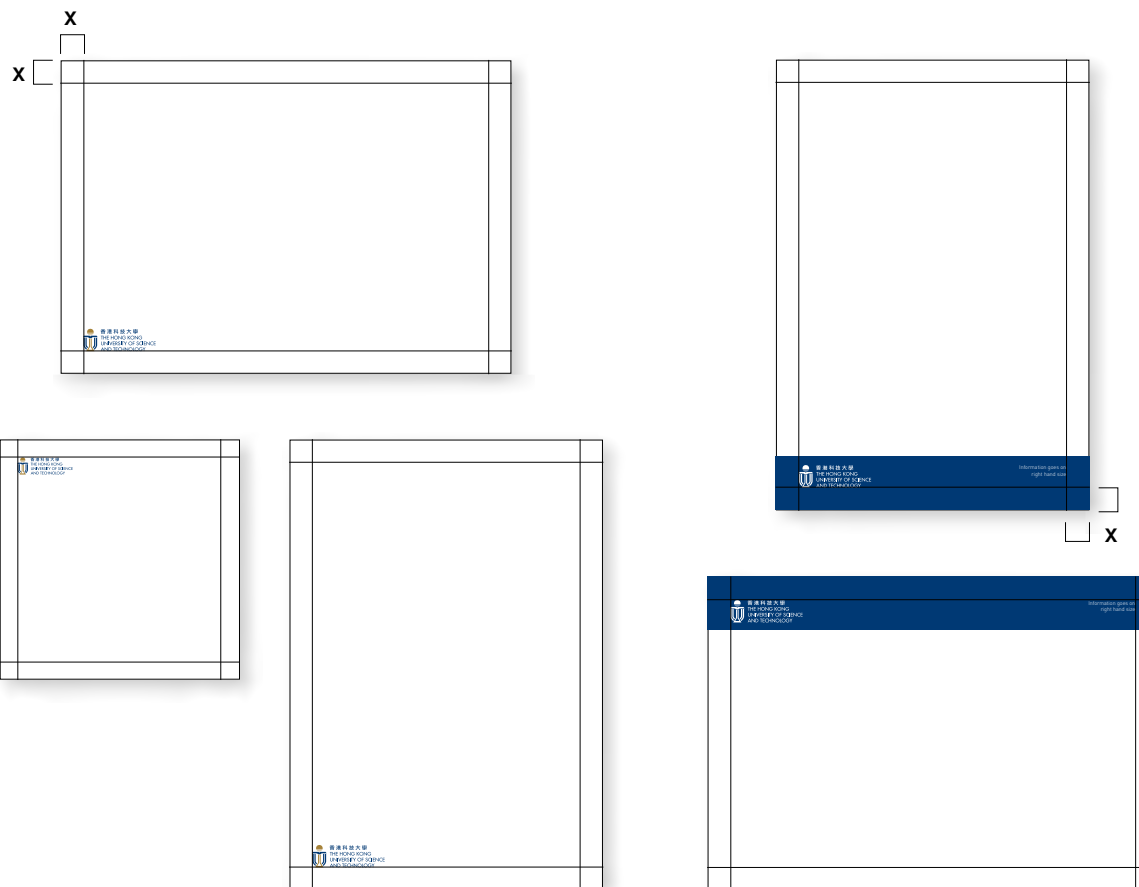 X
X
香港科技大學
THE HONG KONG
UNIVERSITY OF SCIENCE
AND TECHNOLOGY
香港科技大學
THE HONG KONG
UNIVERSITY OF SCIENCE
AND TECHNOLOGY
香港科技大學
THE HONG KONG
UNIVERSITY OF SCIENCE
AND TECHNOLOGY
Information goes on
right hand size
X
香港科技大學
THE HONG KONG
UNIVERSITY OF SCIENCE
AND TECHNOLOGY
Information goes on
right hand size
香港科技大學
THE HONG KONG
UNIVERSITY OF SCIENCE
AND TECHNOLOGY